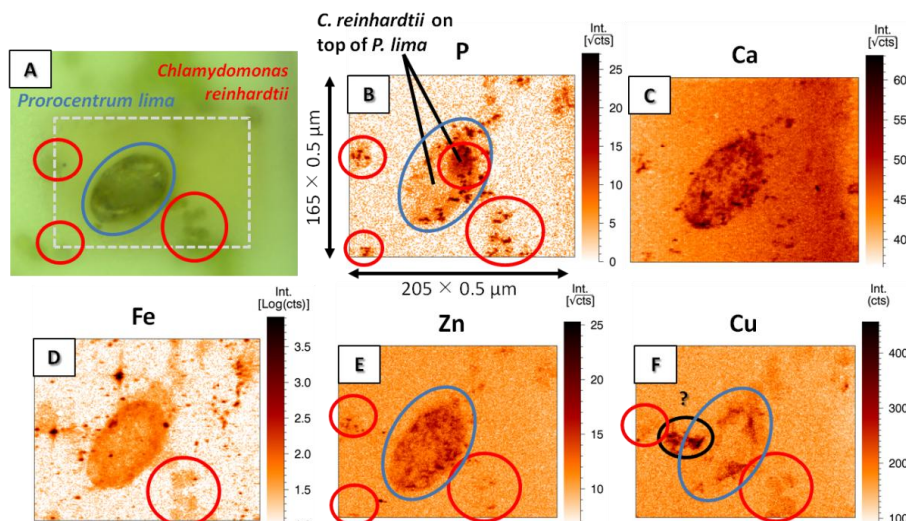 C. reinhardtii on
top of P. lima
A
Chlamydomonas
reinhardtii
Prorocentrum lima
P
B
Int.
[√cts]
25
20
15
10
5
0
165 × 0.5 µm
205 × 0.5 µm
Ca
C
Int.
[√cts]
60
55
50
45
40
Fe
D
Int.
[Log(cts)]
3.5
3.0
2.5
2.0
1.5
1.0
Zn
E
Int.
[√cts]
25
20
15
10
Cu
F
?
Int.
(cts)
400
300
200
100